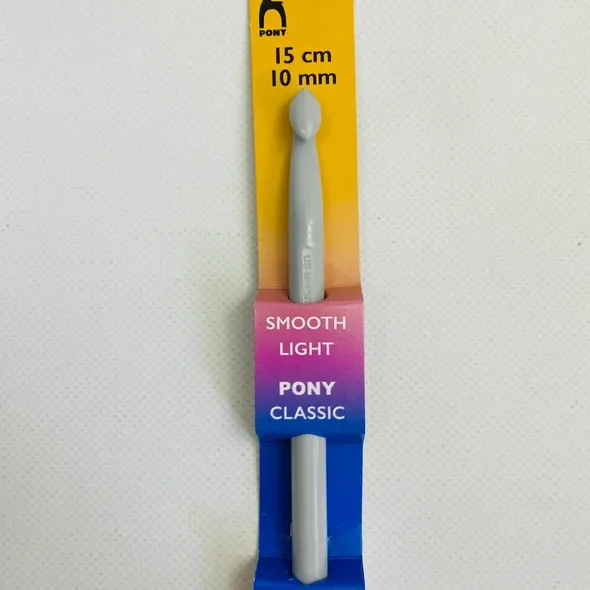 PONY
15 cm
10 mm
SMOOTH
LIGHT
PONY
CLASSIC